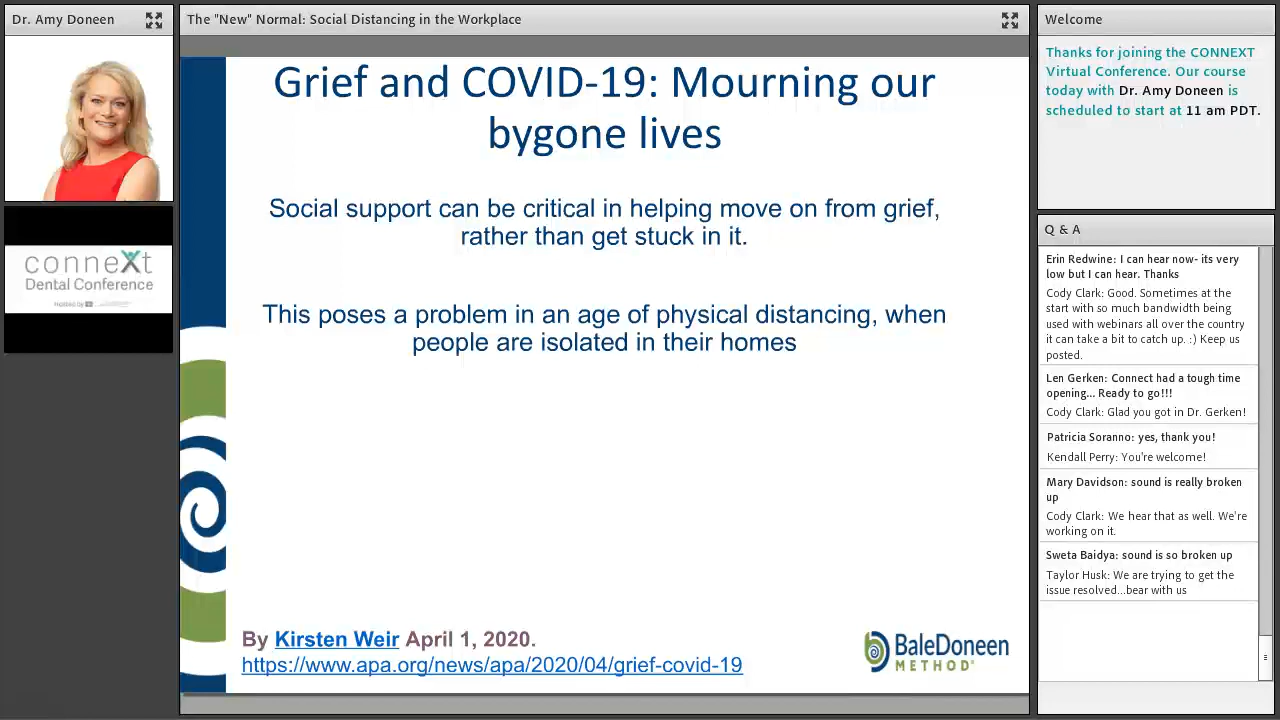 Dr. Amy Doneen
The "New" Normal: Social Distancing in the Workplace
Welcome
Thanks for joining the CONNEXT
Virtual Conference. Our course
today with Dr. Amy Doneen is
scheduled to start at 11 am PDT.
Grief and COVID-19: Mourning our
bygone lives
Social support can be critical in helping move on from grief,
rather than get stuck in it.
This poses a problem in an age of physical distancing, when
people are isolated in their homes
By Kirsten Weir April 1, 2020.
https://www.apa.org/news/apa/2020/04/grief-covid-19
BaleDoneen
METHOD®
conneXt
Dental Conference
Hosted by
Q & A
Erin Redwine: I can hear now- its very
low but I can hear. Thanks
Cody Clark: Good. Sometimes at the
start with so much bandwidth being
used with webinars all over the country
it can take a bit to catch up. :) Keep us
posted.
Len Gerken: Connect had a tough time
opening... Ready to go!!!
Cody Clark: Glad you got in Dr. Gerken!
Patricia Soranno: yes, thank you!
Kendall Perry: You're welcome!
Mary Davidson: sound is really broken
up
Cody Clark: We hear that as well. We're
working on it.
Sweta Baidya: sound is so broken up
Taylor Husk: We are trying to get the
issue resolved...bear with us